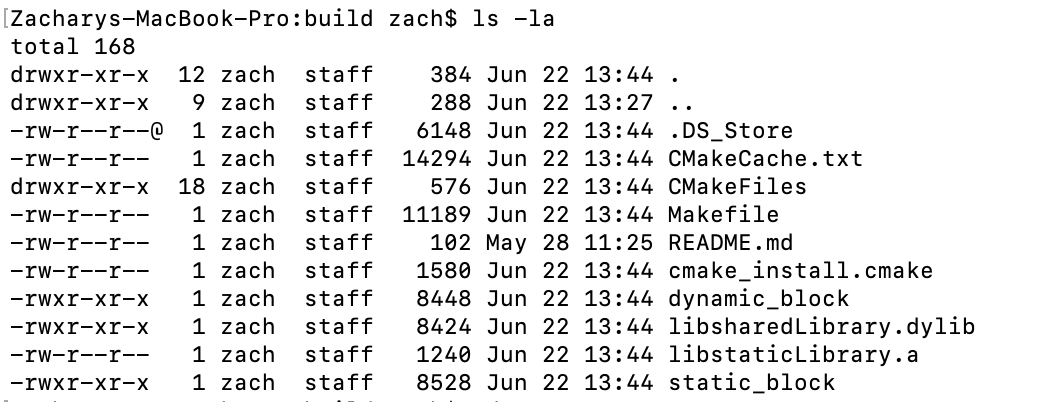 [Zacharys-MacBook-Pro:build zach$ ls -la
total 168
drwxr-xr-x  12 zach  staff    384 Jun 22 13:44 .
drwxr-xr-x   9 zach  staff    288 Jun 22 13:27 ..
-rw-r--r--@  1 zach  staff   6148 Jun 22 13:44 .DS_Store
-rw-r--r--   1 zach  staff  14294 Jun 22 13:44 CMakeCache.txt
drwxr-xr-x  18 zach  staff    576 Jun 22 13:44 CMakeFiles
-rw-r--r--   1 zach  staff  11189 Jun 22 13:44 Makefile
-rw-r--r--   1 zach  staff    102 May 28 11:25 README.md
-rw-r--r--   1 zach  staff   1580 Jun 22 13:44 cmake_install.cmake
-rwxr-xr-x   1 zach  staff   8448 Jun 22 13:44 dynamic_block
-rwxr-xr-x   1 zach  staff   8424 Jun 22 13:44 libsharedLibrary.dylib
-rw-r--r--   1 zach  staff   1240 Jun 22 13:44 libstaticLibrary.a
-rwxr-xr-x   1 zach  staff   8528 Jun 22 13:44 static_block